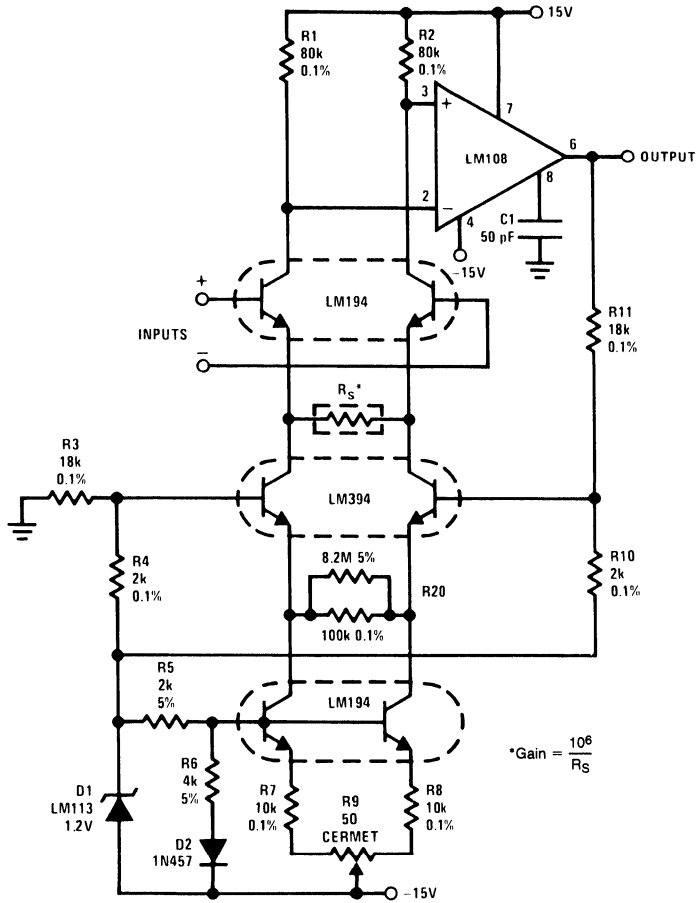 15V
R1
80k
0.1%
R2
80k
0.1%
3
+
7
LM108
6
OUTPUT
8
2
−
4
C1
50 pF
−15V
+
LM194
INPUTS
−
R11
18k
0.1%
RS*
R3
18k
0.1%
LM394
R4
2k
0.1%
8.2M 5%
R20
100k 0.1%
R10
2k
0.1%
R5
2k
5%
LM194
*Gain = 10⁶
RS
R6
4k
5%
R7
10k
0.1%
R9
50
CERMET
R8
10k
0.1%
D1
LM113
1.2V
D2
1N457
−15V